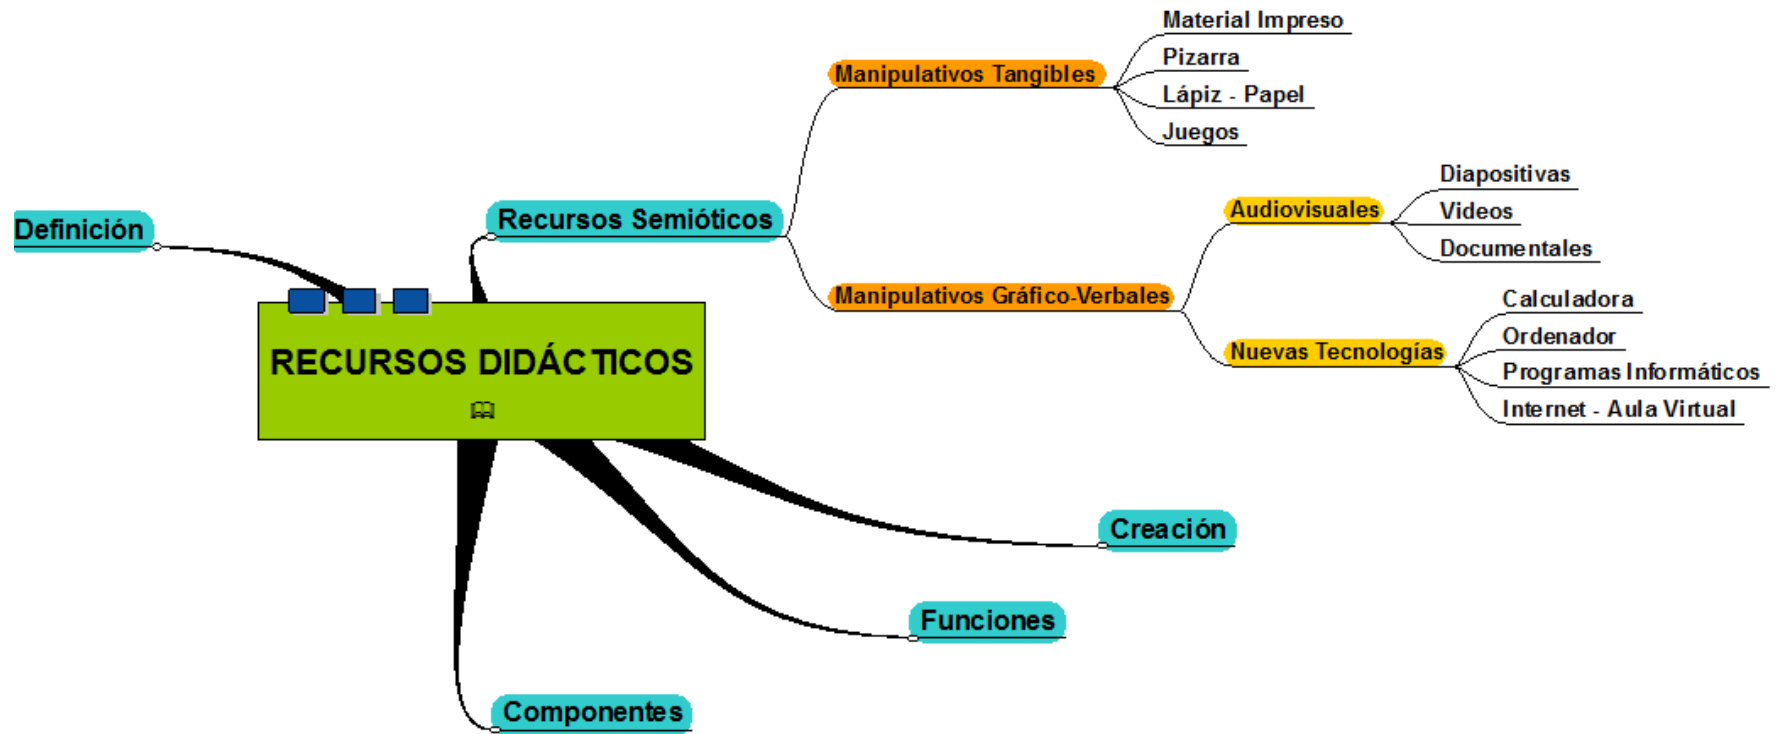 RECURSOS DIDÁCTICOS
Definición
Recursos Semióticos
Manipulativos Tangibles
Material Impreso
Pizarra
Lápiz - Papel
Juegos
Manipulativos Gráfico-Verbales
Audiovisuales
Diapositivas
Videos
Documentales
Nuevas Tecnologías
Calculadora
Ordenador
Programas Informáticos
Internet - Aula Virtual
Creación
Funciones
Componentes